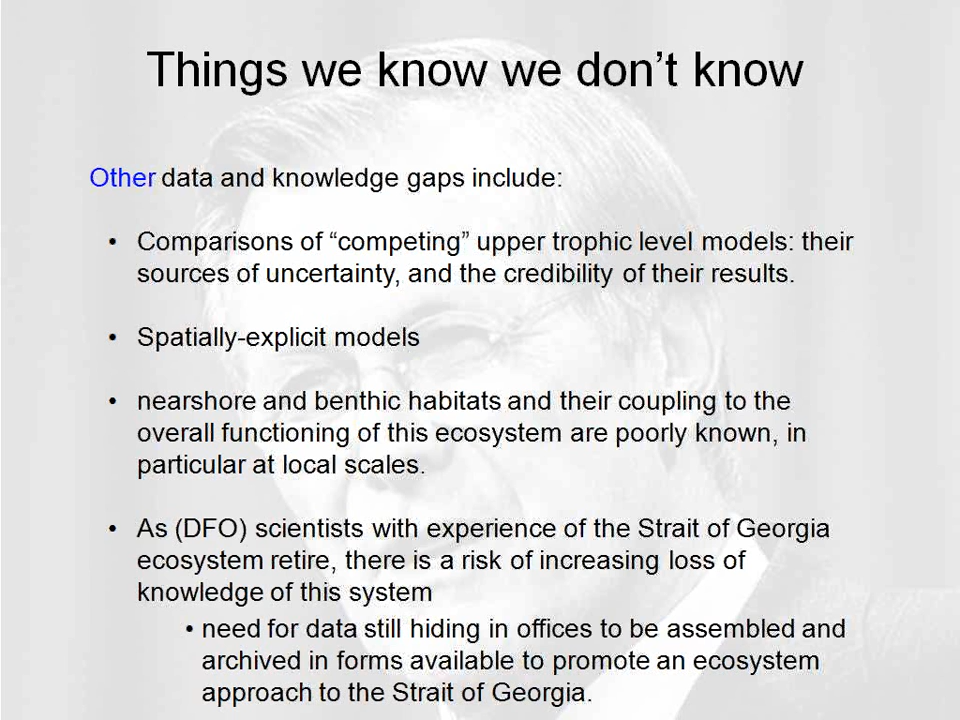 Things we know we don't know
Other data and knowledge gaps include:
• Comparisons of “competing” upper trophic level models: their
sources of uncertainty, and the credibility of their results.
• Spatially-explicit models
• nearshore and benthic habitats and their coupling to the
overall functioning of this ecosystem are poorly known, in
particular at local scales.
• As (DFO) scientists with experience of the Strait of Georgia
ecosystem retire, there is a risk of increasing loss of
knowledge of this system
• need for data still hiding in offices to be assembled and
archived in forms available to promote an ecosystem
approach to the Strait of Georgia.